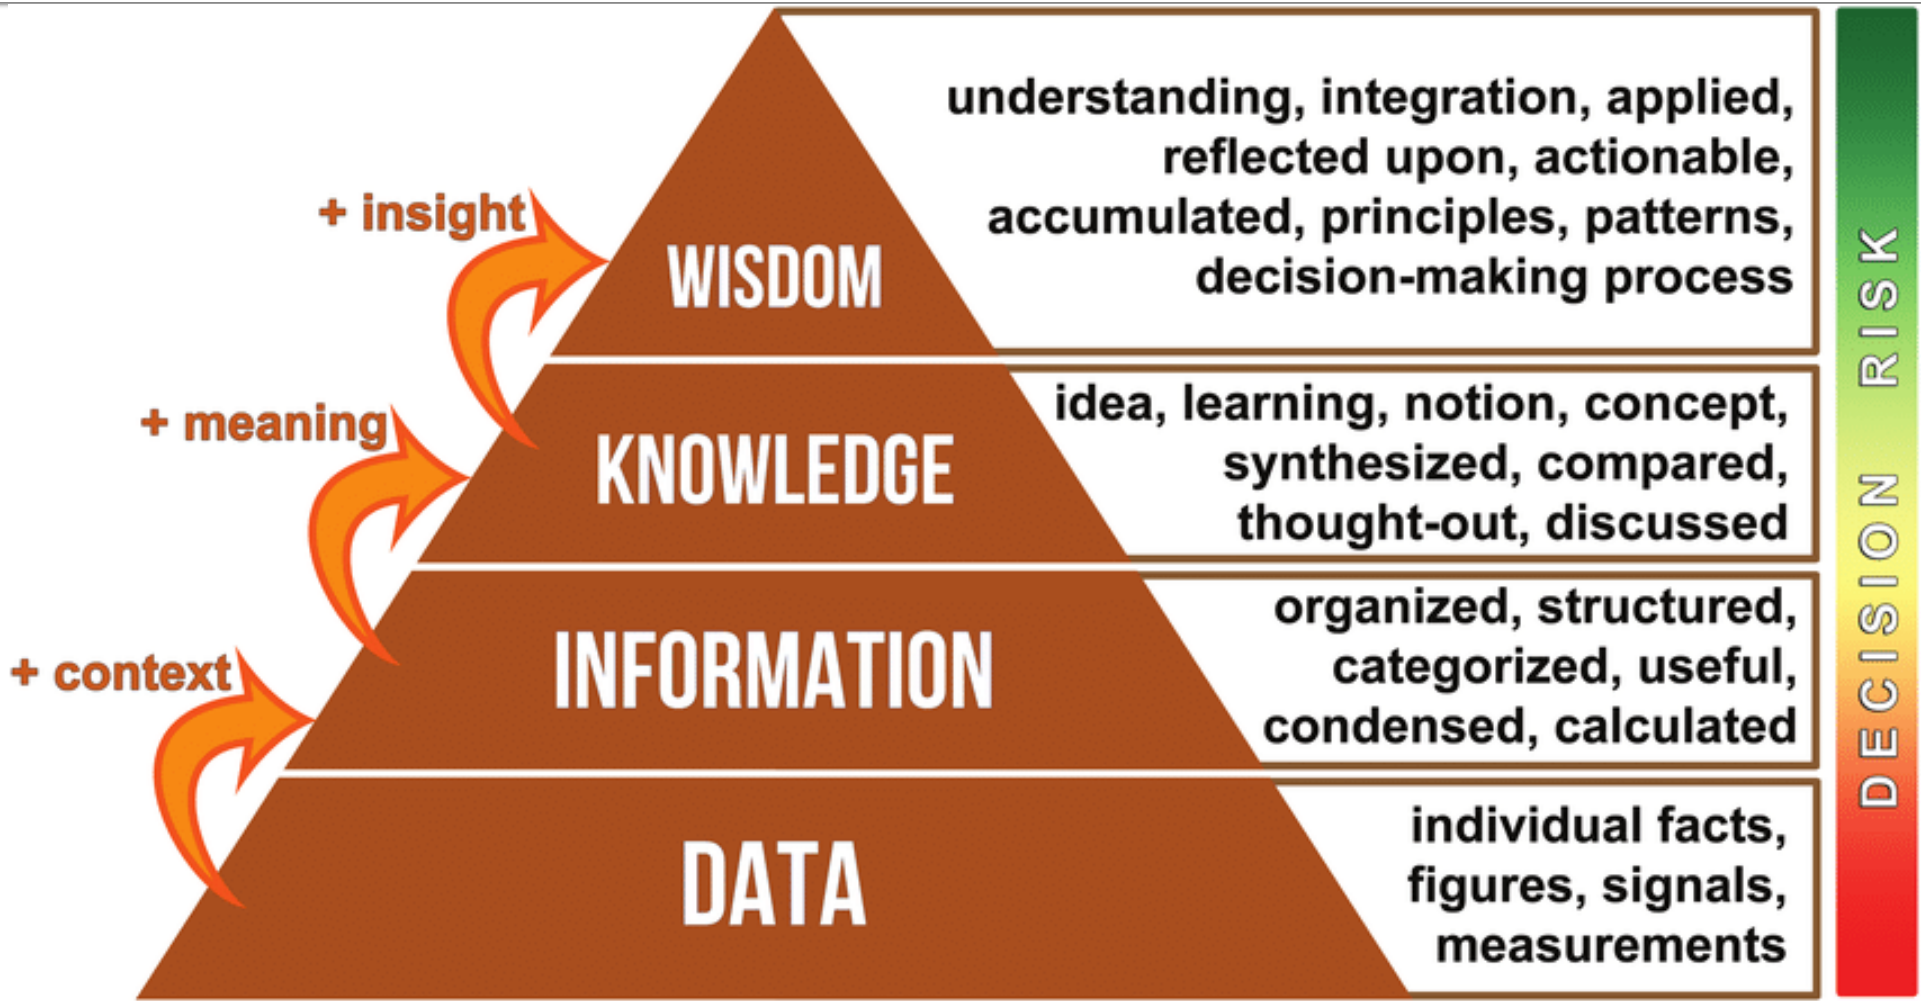 understanding, integration, applied,
reflected upon, actionable,
accumulated, principles, patterns,
decision-making process
+ insight
WISDOM
idea, learning, notion, concept,
synthesized, compared,
thought-out, discussed
+ meaning
KNOWLEDGE
organized, structured,
categorized, useful,
condensed, calculated
+ context
INFORMATION
individual facts,
figures, signals,
measurements
DATA
DECISION RISK